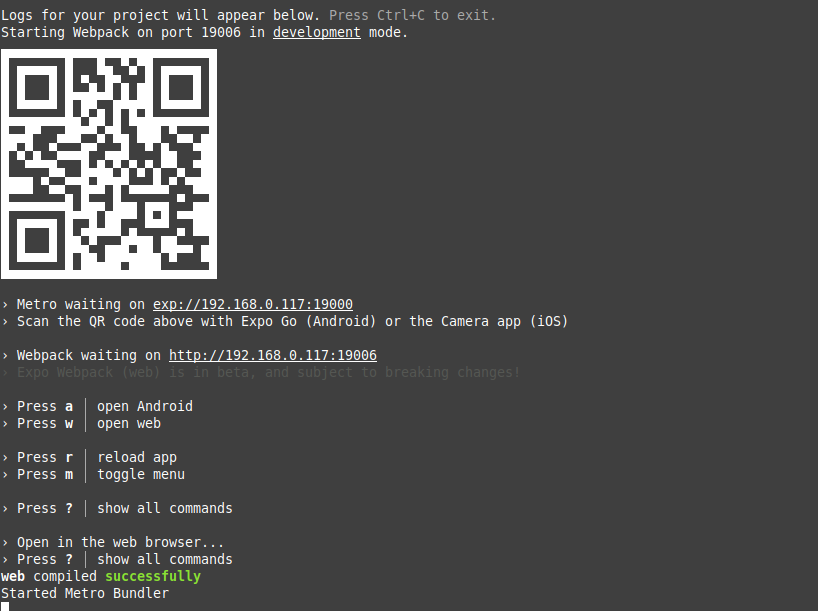 Logs for your project will appear below. Press Ctrl+C to exit.
Starting Webpack on port 19006 in development mode.
› Metro waiting on exp://192.168.0.117:19000
› Scan the QR code above with Expo Go (Android) or the Camera app (iOS)
› Webpack waiting on http://192.168.0.117:19006
› Expo Webpack (web) is in beta, and subject to breaking changes!
› Press a │ open Android
› Press w │ open web
› Press r │ reload app
› Press m │ toggle menu
› Press ? │ show all commands
› Open in the web browser...
› Press ? │ show all commands
web compiled successfully
Started Metro Bundler